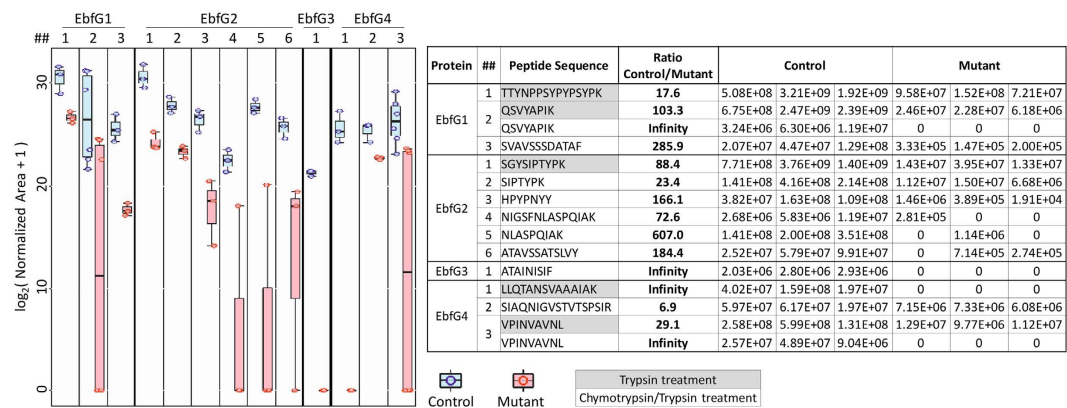 EbfG1 EbfG2 EbfG3 EbfG4
## 1 2 3 1 2 3 4 5 6 1 1 2 3
log2( Normalized Area + 1 )
30
20
10
0
Protein ## Peptide Sequence Ratio Control/Mutant Control Mutant
EbfG1 1 TTYNPPSYPYPSYPK 17.6 5.08E+08 3.21E+09 1.92E+09 9.58E+07 1.52E+08 7.21E+07
2 QSVYAPIK 103.3 6.75E+08 2.47E+09 2.39E+09 2.46E+07 2.28E+07 6.18E+06
QSVYAPIK Infinity 3.24E+06 6.30E+06 1.19E+07 0 0 0
3 SVAVSSSDATAF 285.9 2.07E+07 4.47E+07 1.29E+08 3.33E+05 1.47E+05 2.00E+05
EbfG2 1 SGYSIPTYPK 88.4 7.71E+08 3.76E+09 1.40E+09 1.43E+07 3.95E+07 1.33E+07
2 SIPTYPK 23.4 1.41E+08 4.16E+08 2.14E+08 1.12E+07 1.50E+07 6.68E+06
3 HPYPNYY 166.1 3.82E+07 1.63E+08 1.09E+08 1.46E+06 3.89E+05 1.91E+04
4 NIGSFNLASPQIAK 72.6 2.68E+06 5.83E+06 1.19E+07 2.81E+05 0 0
5 NLASPQIAK 607.0 1.41E+08 2.00E+08 3.51E+08 0 1.14E+06 0
6 ATAVSSATSLVY 184.4 2.52E+07 5.79E+07 9.91E+07 0 7.14E+05 2.74E+05
EbfG3 1 ATAINISIF Infinity 2.03E+06 2.80E+06 2.93E+06 0 0 0
EbfG4 1 LLQTANSVAAAIAK Infinity 4.02E+07 1.59E+08 1.97E+07 0 0 0
2 SIAQNIGVSTVTSPSIR 6.9 5.97E+07 6.17E+07 1.97E+07 7.15E+06 7.33E+06 6.08E+06
3 VPINVAVNL 29.1 2.58E+08 5.99E+08 1.31E+08 1.29E+07 9.77E+06 1.12E+07
VPINVAVNL Infinity 2.57E+07 4.89E+07 9.04E+06 0 0 0
Control Mutant
Trypsin treatment
Chymotrypsin/Trypsin treatment